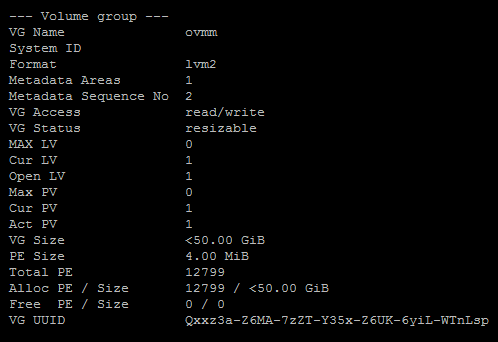 --- Volume group ---
VG Name               ovmm
System ID
Format                lvm2
Metadata Areas        1
Metadata Sequence No  2
VG Access             read/write
VG Status             resizable
MAX LV                0
Cur LV                1
Open LV               1
Max PV                0
Cur PV                1
Act PV                1
VG Size               <50.00 GiB
PE Size               4.00 MiB
Total PE              12799
Alloc PE / Size       12799 / <50.00 GiB
Free  PE / Size       0 / 0
VG UUID               Qxxz3a-Z6MA-7zZT-Y35x-Z6UK-6yiL-WTnLsp